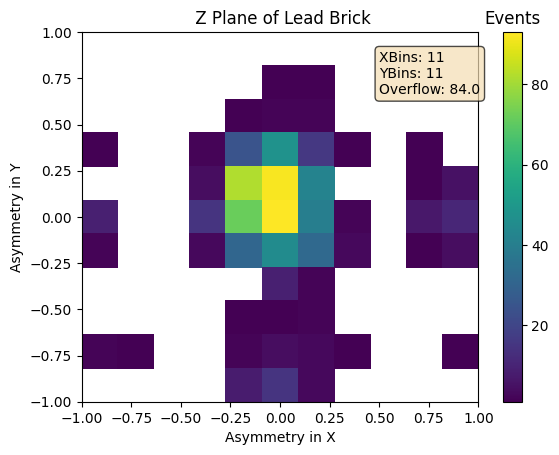 Z Plane of Lead Brick
Events
XBins: 11
YBins: 11
Overflow: 84.0
1.00
0.75
0.50
0.25
0.00
−0.25
−0.50
−0.75
−1.00
Asymmetry in Y
−1.00 −0.75 −0.50 −0.25 0.00 0.25 0.50 0.75 1.00
Asymmetry in X
80
60
40
20